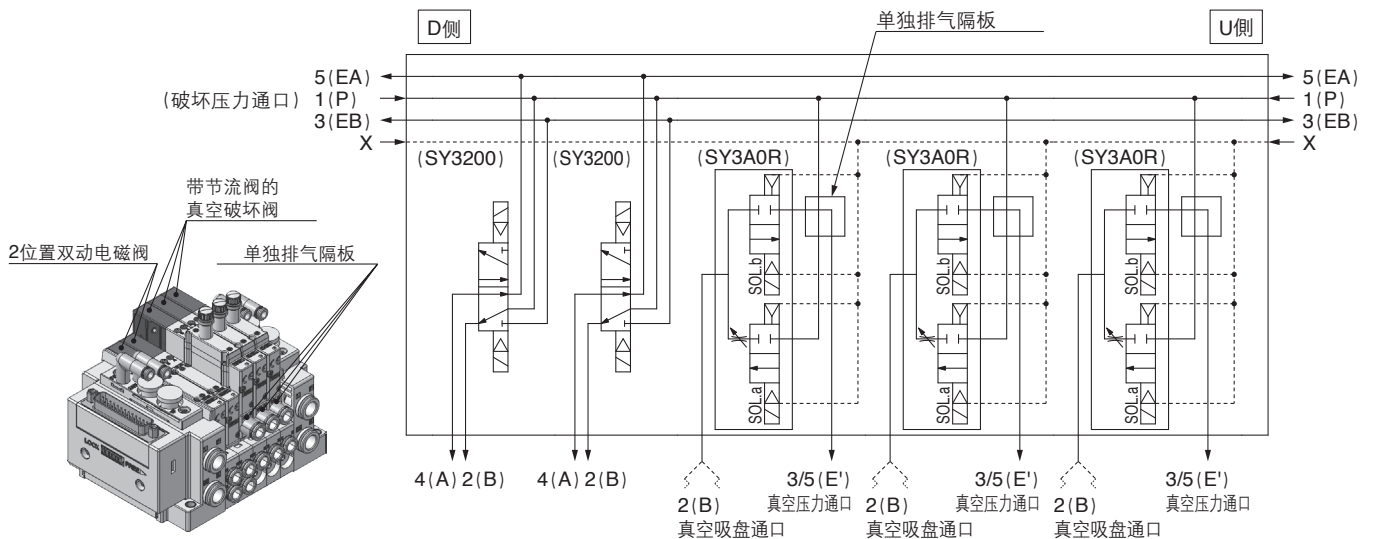 D侧
单独排气隔板
U側
5(EA)
(破坏压力通口) 1(P)
3(EB)
X
5(EA)
1(P)
3(EB)
X
(SY3200)
(SY3200)
(SY3A0R)
(SY3A0R)
(SY3A0R)
带节流阀的
真空破坏阀
2位置双动电磁阀
单独排气隔板
SOL.b
SOL.b
SOL.b
SOL.a
SOL.a
SOL.a
LOCK
4(A) 2(B)
4(A) 2(B)
3/5(E')
真空压力通口
2(B)
真空吸盘通口
3/5(E')
真空压力通口
2(B)
真空吸盘通口
3/5(E')
真空压力通口
2(B)
真空吸盘通口